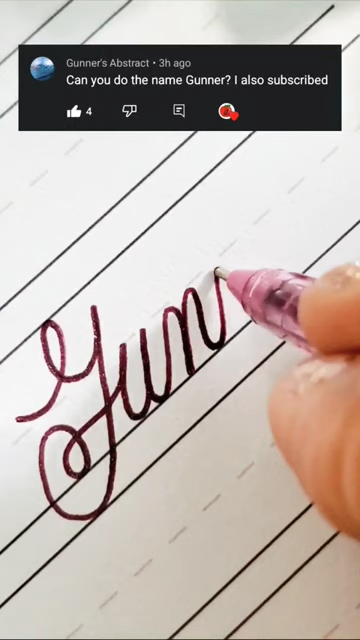 Gunner's Abstract • 3h ago
Can you do the name Gunner? I also subscribed
4
Gun